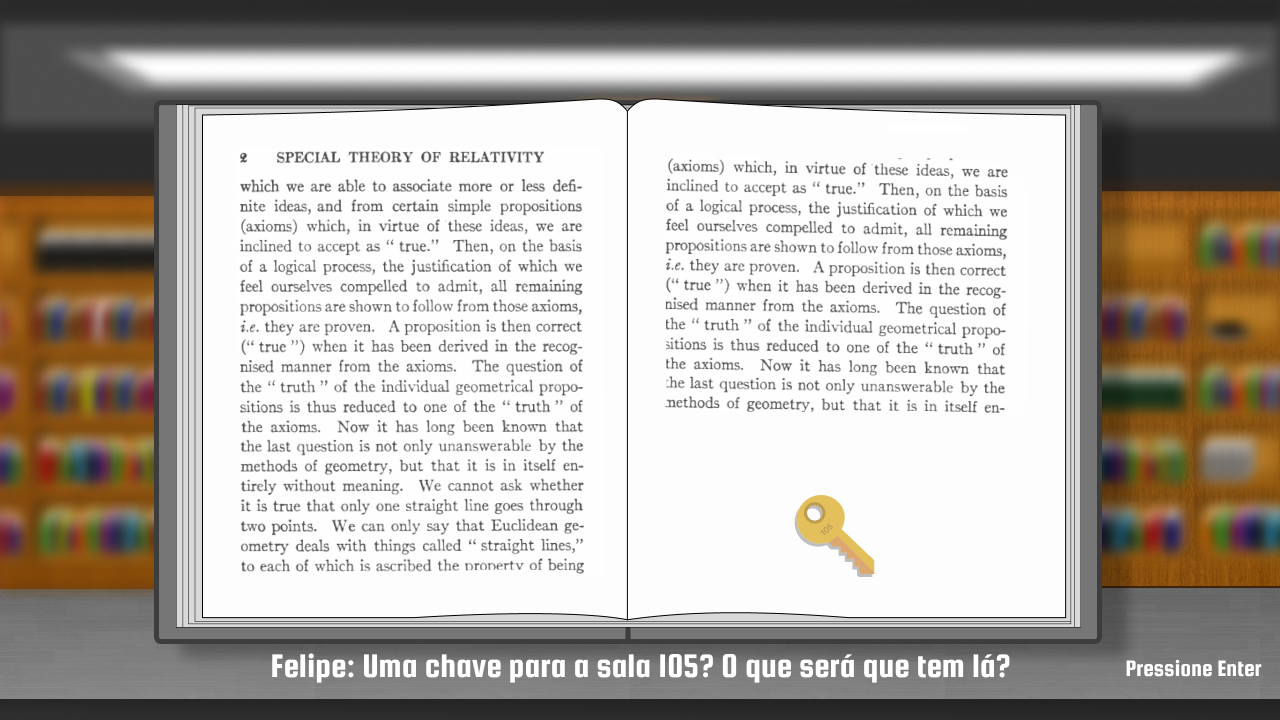 2 SPECIAL THEORY OF RELATIVITY
which we are able to associate more or less defi-
nite ideas, and from certain simple propositions
(axioms) which, in virtue of these ideas, we are
inclined to accept as “ true.” Then, on the basis
of a logical process, the justification of which we
feel ourselves compelled to admit, all remaining
propositions are shown to follow from those axioms,
i.e. they are proven. A proposition is then correct
(“ true ”) when it has been derived in the recog-
nised manner from the axioms. The question of
the “ truth ” of the individual geometrical propo-
sitions is thus reduced to one of the “ truth ” of
the axioms. Now it has long been known that
the last question is not only unanswerable by the
methods of geometry, but that it is in itself en-
tirely without meaning. We cannot ask whether
it is true that only one straight line goes through
two points. We can only say that Euclidean ge-
ometry deals with things called “ straight lines,”
to each of which is ascribed the property of being
(axioms) which, in virtue of these ideas, we are
inclined to accept as “ true.” Then, on the basis
of a logical process, the justification of which we
feel ourselves compelled to admit, all remaining
propositions are shown to follow from those axioms,
i.e. they are proven. A proposition is then correct
(“ true ”) when it has been derived in the recog-
nised manner from the axioms. The question of
the “ truth ” of the individual geometrical propo-
sitions is thus reduced to one of the “ truth ” of
the axioms. Now it has long been known that
the last question is not only unanswerable by the
methods of geometry, but that it is in itself en-
105
Felipe: Uma chave para a sala 105? O que será que tem lá?
Pressione Enter